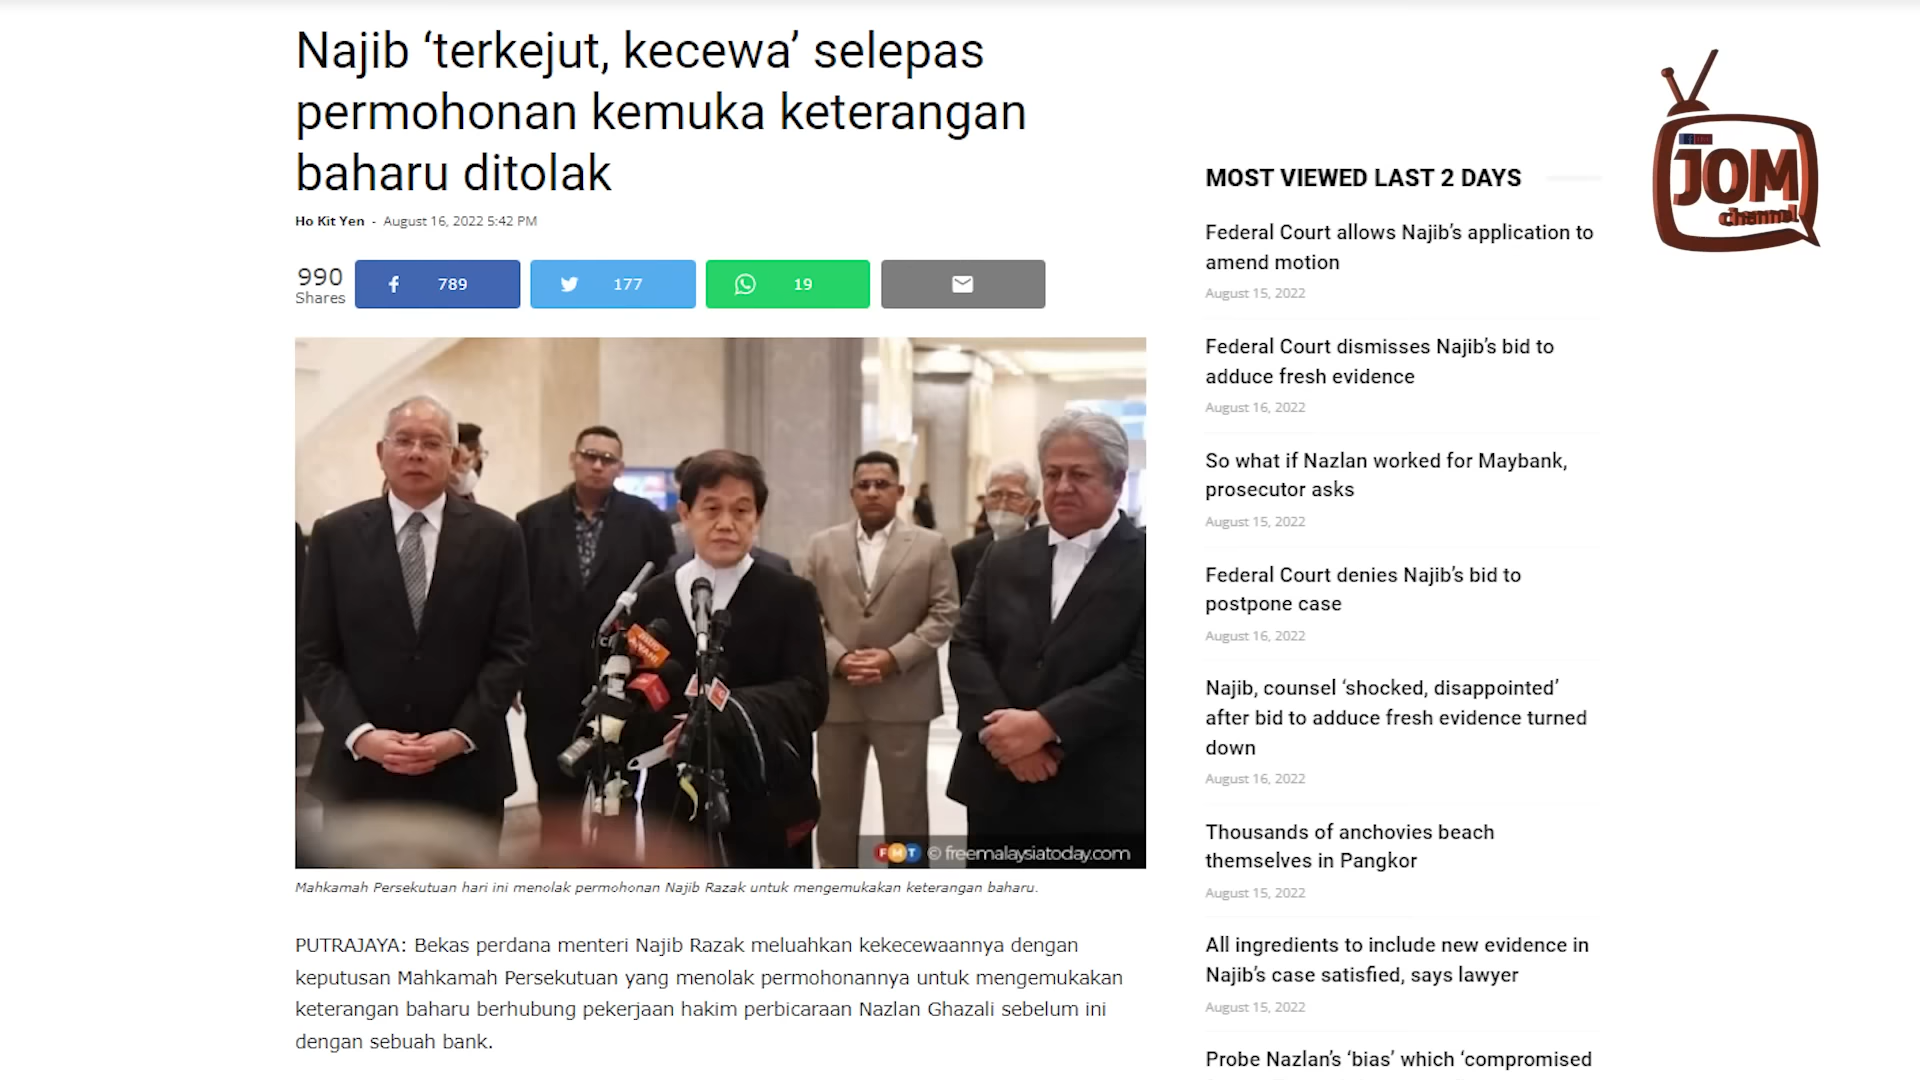 Najib ‘terkejut, kecewa’ selepas
permohonan kemuka keterangan
baharu ditolak
Ho Kit Yen - August 16, 2022 5:42 PM
990
Shares
789
177
19
FMT © freemalaysiatoday.com
Mahkamah Persekutuan hari ini menolak permohonan Najib Razak untuk mengemukakan keterangan baharu.
PUTRAJAYA: Bekas perdana menteri Najib Razak meluahkan kekecewaannya dengan
keputusan Mahkamah Persekutuan yang menolak permohonannya untuk mengemukakan
keterangan baharu berhubung pekerjaan hakim perbicaraan Nazlan Ghazali sebelum ini
dengan sebuah bank.
MOST VIEWED LAST 2 DAYS
Federal Court allows Najib’s application to
amend motion
August 15, 2022
Federal Court dismisses Najib’s bid to
adduce fresh evidence
August 16, 2022
So what if Nazlan worked for Maybank,
prosecutor asks
August 15, 2022
Federal Court denies Najib’s bid to
postpone case
August 16, 2022
Najib, counsel ‘shocked, disappointed’
after bid to adduce fresh evidence turned
down
August 16, 2022
Thousands of anchovies beach
themselves in Pangkor
August 15, 2022
All ingredients to include new evidence in
Najib’s case satisfied, says lawyer
August 15, 2022
Probe Nazlan’s ‘bias’ which ‘compromised
JOM
channel